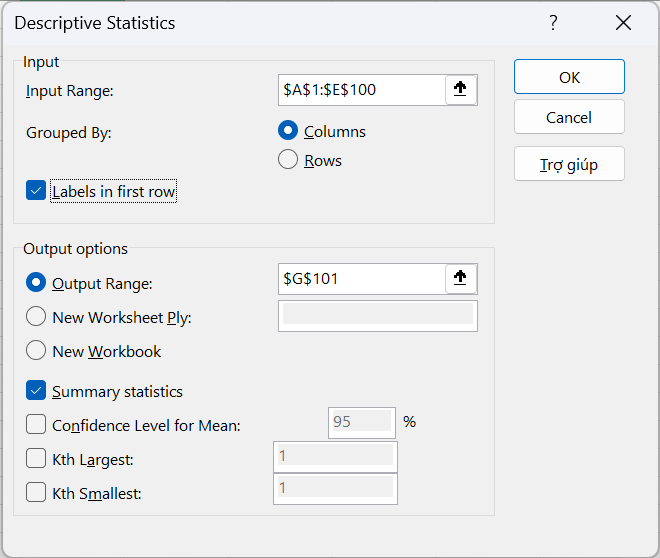 Descriptive Statistics ?
Input
Input Range: $A$1:$E$100
Grouped By: Columns
Rows
Labels in first row
OK
Cancel
Trợ giúp
Output options
Output Range: $G$101
New Worksheet Ply:
New Workbook
Summary statistics
Confidence Level for Mean: 95 %
Kth Largest: 1
Kth Smallest: 1